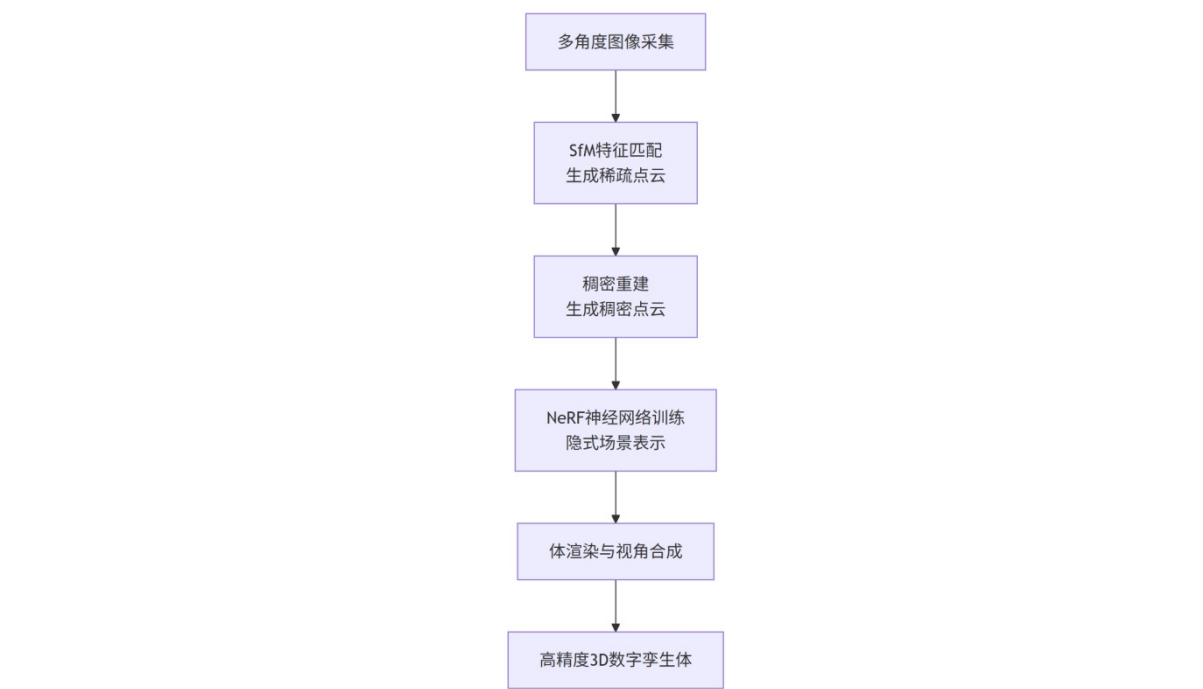 多角度图像采集
SfM特征匹配
生成稀疏点云
稠密重建
生成稠密点云
NeRF神经网络训练
隐式场景表示
体渲染与视角合成
高精度3D数字孪生体